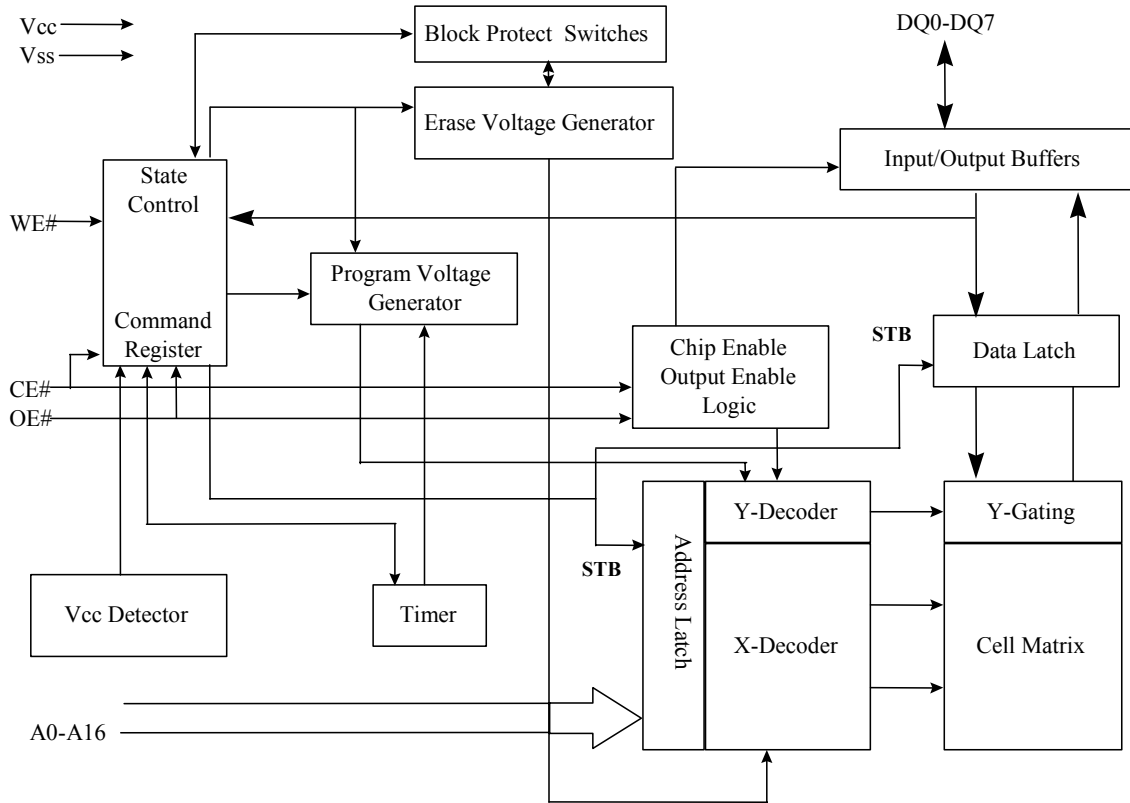 Vcc
Vss
Block Protect Switches
DQ0-DQ7
Erase Voltage Generator
Input/Output Buffers
State
Control
WE#
Program Voltage
Generator
Command
Register
STB
Data Latch
Chip Enable
Output Enable
Logic
CE#
OE#
Y-Decoder
Y-Gating
STB
Address Latch
Vcc Detector
Timer
X-Decoder
Cell Matrix
A0-A16